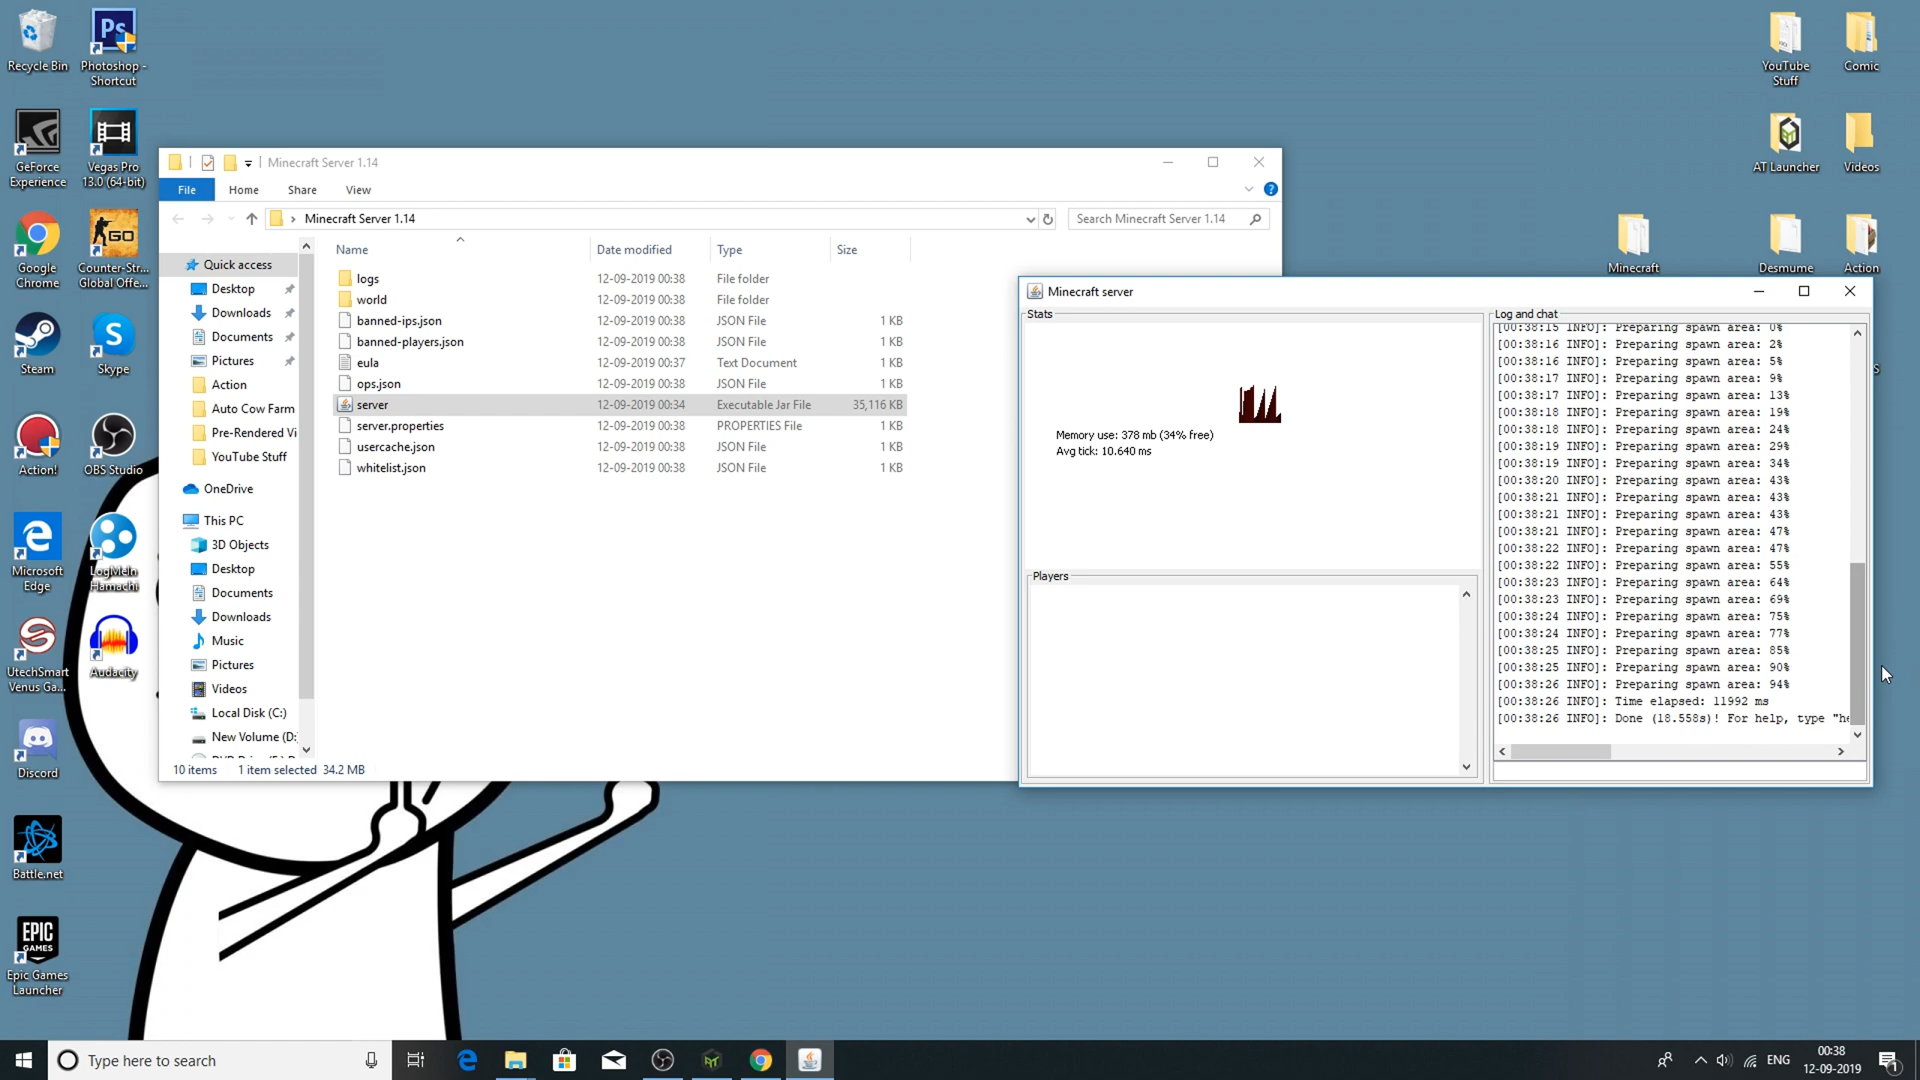 Recycle Bin
Photoshop -
Shortcut
GeForce
Experience
Vegas Pro
13.0 (64-bit)
Google
Chrome
GO
Counter-Str...
Global Offe...
Steam
Skype
Action!
OBS Studio
Microsoft
Edge
LogMeIn
Hamachi
UtechSmart
Venus Ga...
Audacity
Discord
Battle.net
EPIC
GAMES
Epic Games
Launcher
Ps
YouTube
Stuff
Comic
AT Launcher
Videos
Minecraft
Desmume
Action
Minecraft Server 1.14
File
Home
Share
View
Minecraft Server 1.14
Search Minecraft Server 1.14
Quick access
Desktop
Downloads
Documents
Pictures
Action
Auto Cow Farm
Pre-Rendered Vi
YouTube Stuff
OneDrive
This PC
3D Objects
Desktop
Documents
Downloads
Music
Pictures
Videos
Local Disk (C:)
New Volume (D:
Name Date modified Type Size
logs 12-09-2019 00:38 File folder
world 12-09-2019 00:38 File folder
banned-ips.json 12-09-2019 00:38 JSON File 1 KB
banned-players.json 12-09-2019 00:38 JSON File 1 KB
eula 12-09-2019 00:37 Text Document 1 KB
ops.json 12-09-2019 00:38 JSON File 1 KB
server 12-09-2019 00:34 Executable Jar File 35,116 KB
server.properties 12-09-2019 00:38 PROPERTIES File 1 KB
usercache.json 12-09-2019 00:38 JSON File 1 KB
whitelist.json 12-09-2019 00:38 JSON File 1 KB
10 items 1 item selected 34.2 MB
Minecraft server
Stats
Memory use: 378 mb (34% free)
Avg tick: 10.640 ms
Players
Log and chat
[00:38:15 INFO]: Preparing spawn area: 0%
[00:38:16 INFO]: Preparing spawn area: 2%
[00:38:16 INFO]: Preparing spawn area: 5%
[00:38:17 INFO]: Preparing spawn area: 9%
[00:38:17 INFO]: Preparing spawn area: 13%
[00:38:18 INFO]: Preparing spawn area: 19%
[00:38:18 INFO]: Preparing spawn area: 24%
[00:38:19 INFO]: Preparing spawn area: 29%
[00:38:19 INFO]: Preparing spawn area: 34%
[00:38:20 INFO]: Preparing spawn area: 43%
[00:38:21 INFO]: Preparing spawn area: 43%
[00:38:21 INFO]: Preparing spawn area: 43%
[00:38:21 INFO]: Preparing spawn area: 47%
[00:38:22 INFO]: Preparing spawn area: 47%
[00:38:22 INFO]: Preparing spawn area: 55%
[00:38:23 INFO]: Preparing spawn area: 64%
[00:38:23 INFO]: Preparing spawn area: 69%
[00:38:24 INFO]: Preparing spawn area: 75%
[00:38:24 INFO]: Preparing spawn area: 77%
[00:38:25 INFO]: Preparing spawn area: 85%
[00:38:25 INFO]: Preparing spawn area: 90%
[00:38:26 INFO]: Preparing spawn area: 94%
[00:38:26 INFO]: Time elapsed: 11992 ms
[00:38:26 INFO]: Done (18.558s)! For help, type "he
Type here to search
ENG
00:38
12-09-2019
1